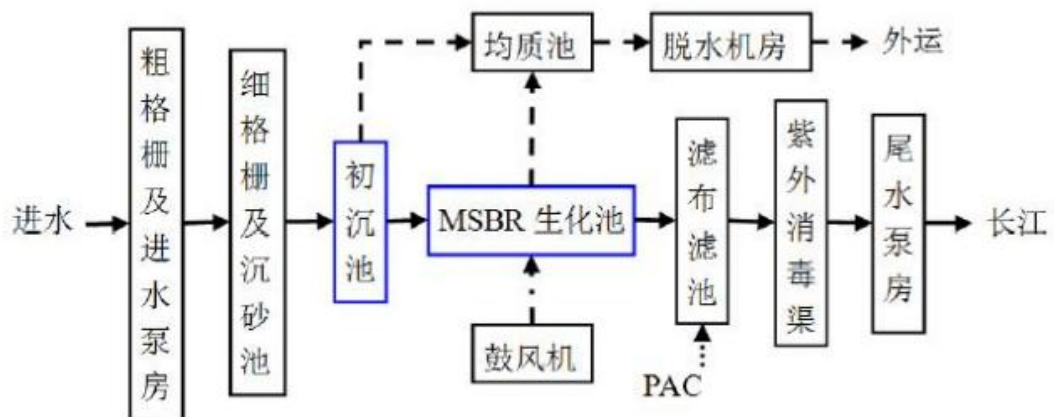 均质池
脱水机房
外运
进水
粗格栅及进水泵房
细格栅及沉砂池
初沉池
MSBR 生化池
滤布滤池
紫外消毒渠
尾水泵房
长江
鼓风机
PAC